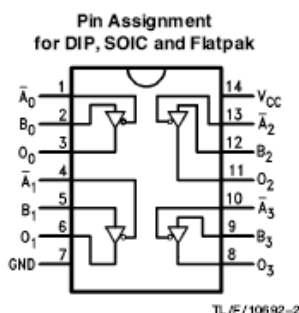 Pin Assignment
for DIP, SOIC and Flatpak
Ā0 1 14 VCC
B0 2 13 Ā2
O0 3 12 B2
Ā1 4 11 O2
B1 5 10 Ā3
O1 6 9 B3
GND 7 8 O3
TL/F/10692–2